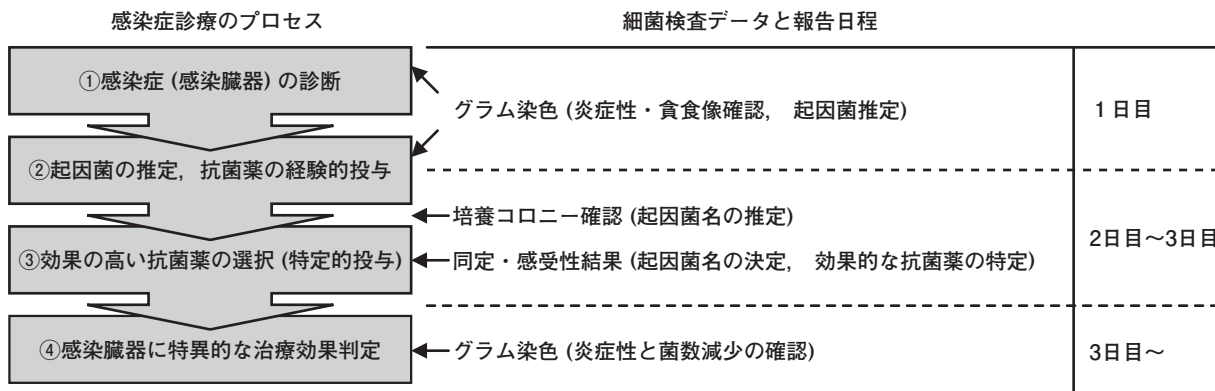 感染症診療のプロセス
細菌検査データと報告日程
①感染症 (感染臓器) の診断
グラム染色 (炎症性・貪食像確認, 起因菌推定)
1日目
②起因菌の推定, 抗菌薬の経験的投与
培養コロニー確認 (起因菌名の推定)
2日目～3日目
③効果の高い抗菌薬の選択 (特定的投与)
同定・感受性結果 (起因菌名の決定, 効果的な抗菌薬の特定)
④感染臓器に特異的な治療効果判定
グラム染色 (炎症性と菌数減少の確認)
3日目～